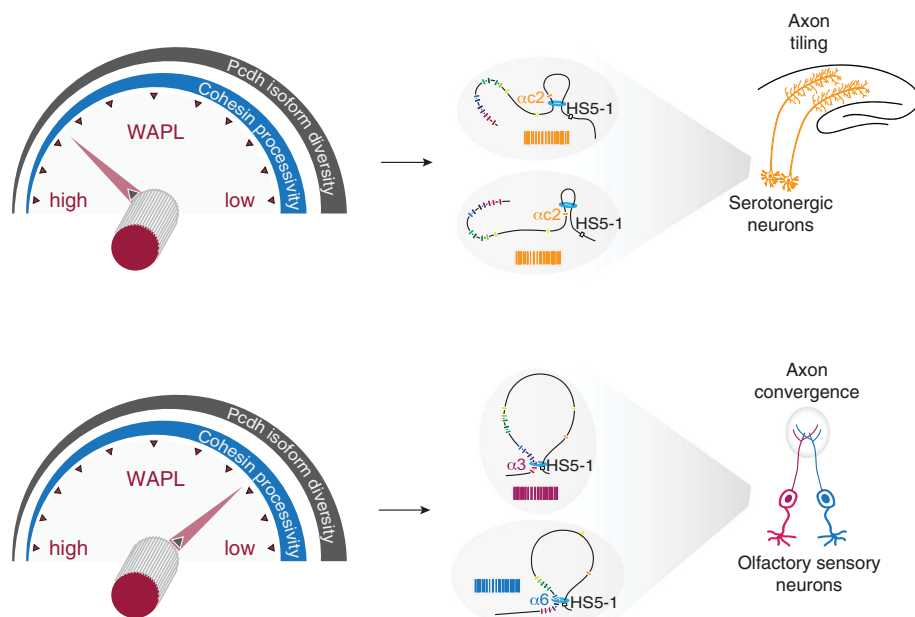 Pcdh isoform diversity
Cohesin processivity
WAPL
high
low
αc2
HS5-1
αc2
HS5-1
Axon
tiling
Serotonergic
neurons
Pcdh isoform diversity
Cohesin processivity
WAPL
high
low
α3
HS5-1
α6
HS5-1
Axon
convergence
Olfactory sensory
neurons